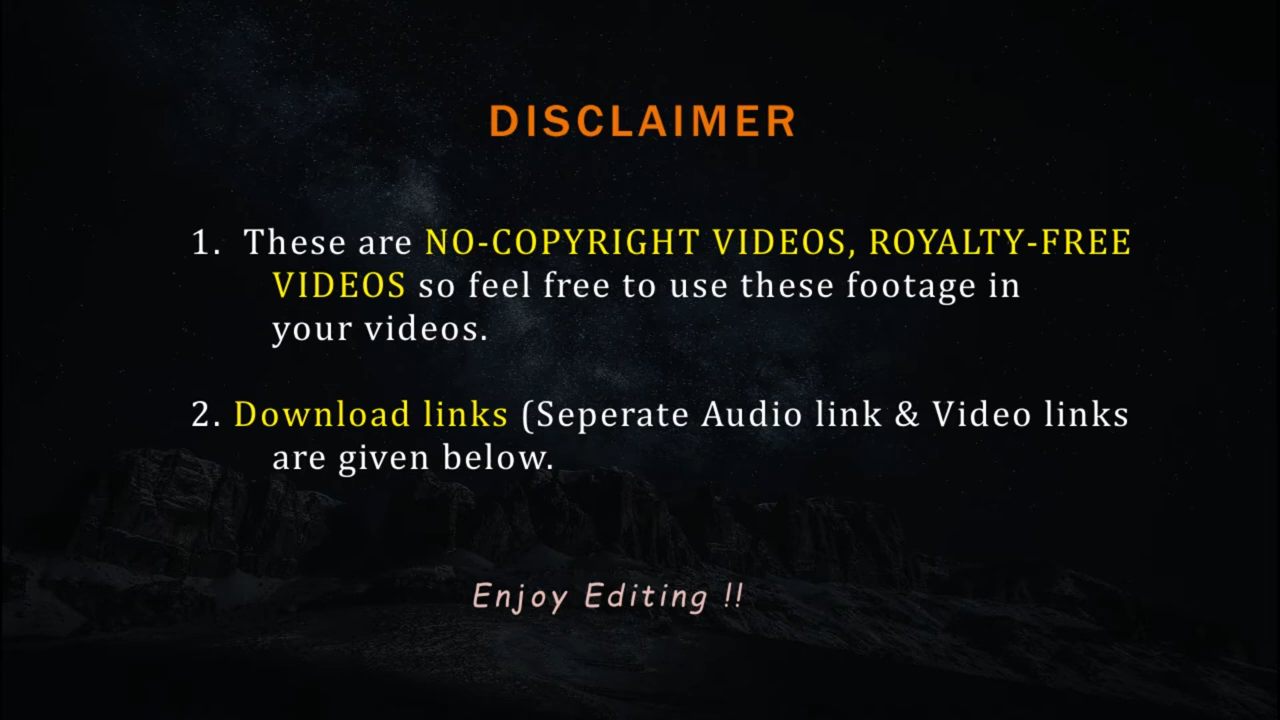 DISCLAIMER
1. These are NO-COPYRIGHT VIDEOS, ROYALTY-FREE
VIDEOS so feel free to use these footage in
your videos.
2. Download links (Seperate Audio link & Video links
are given below.
Enjoy Editing !!